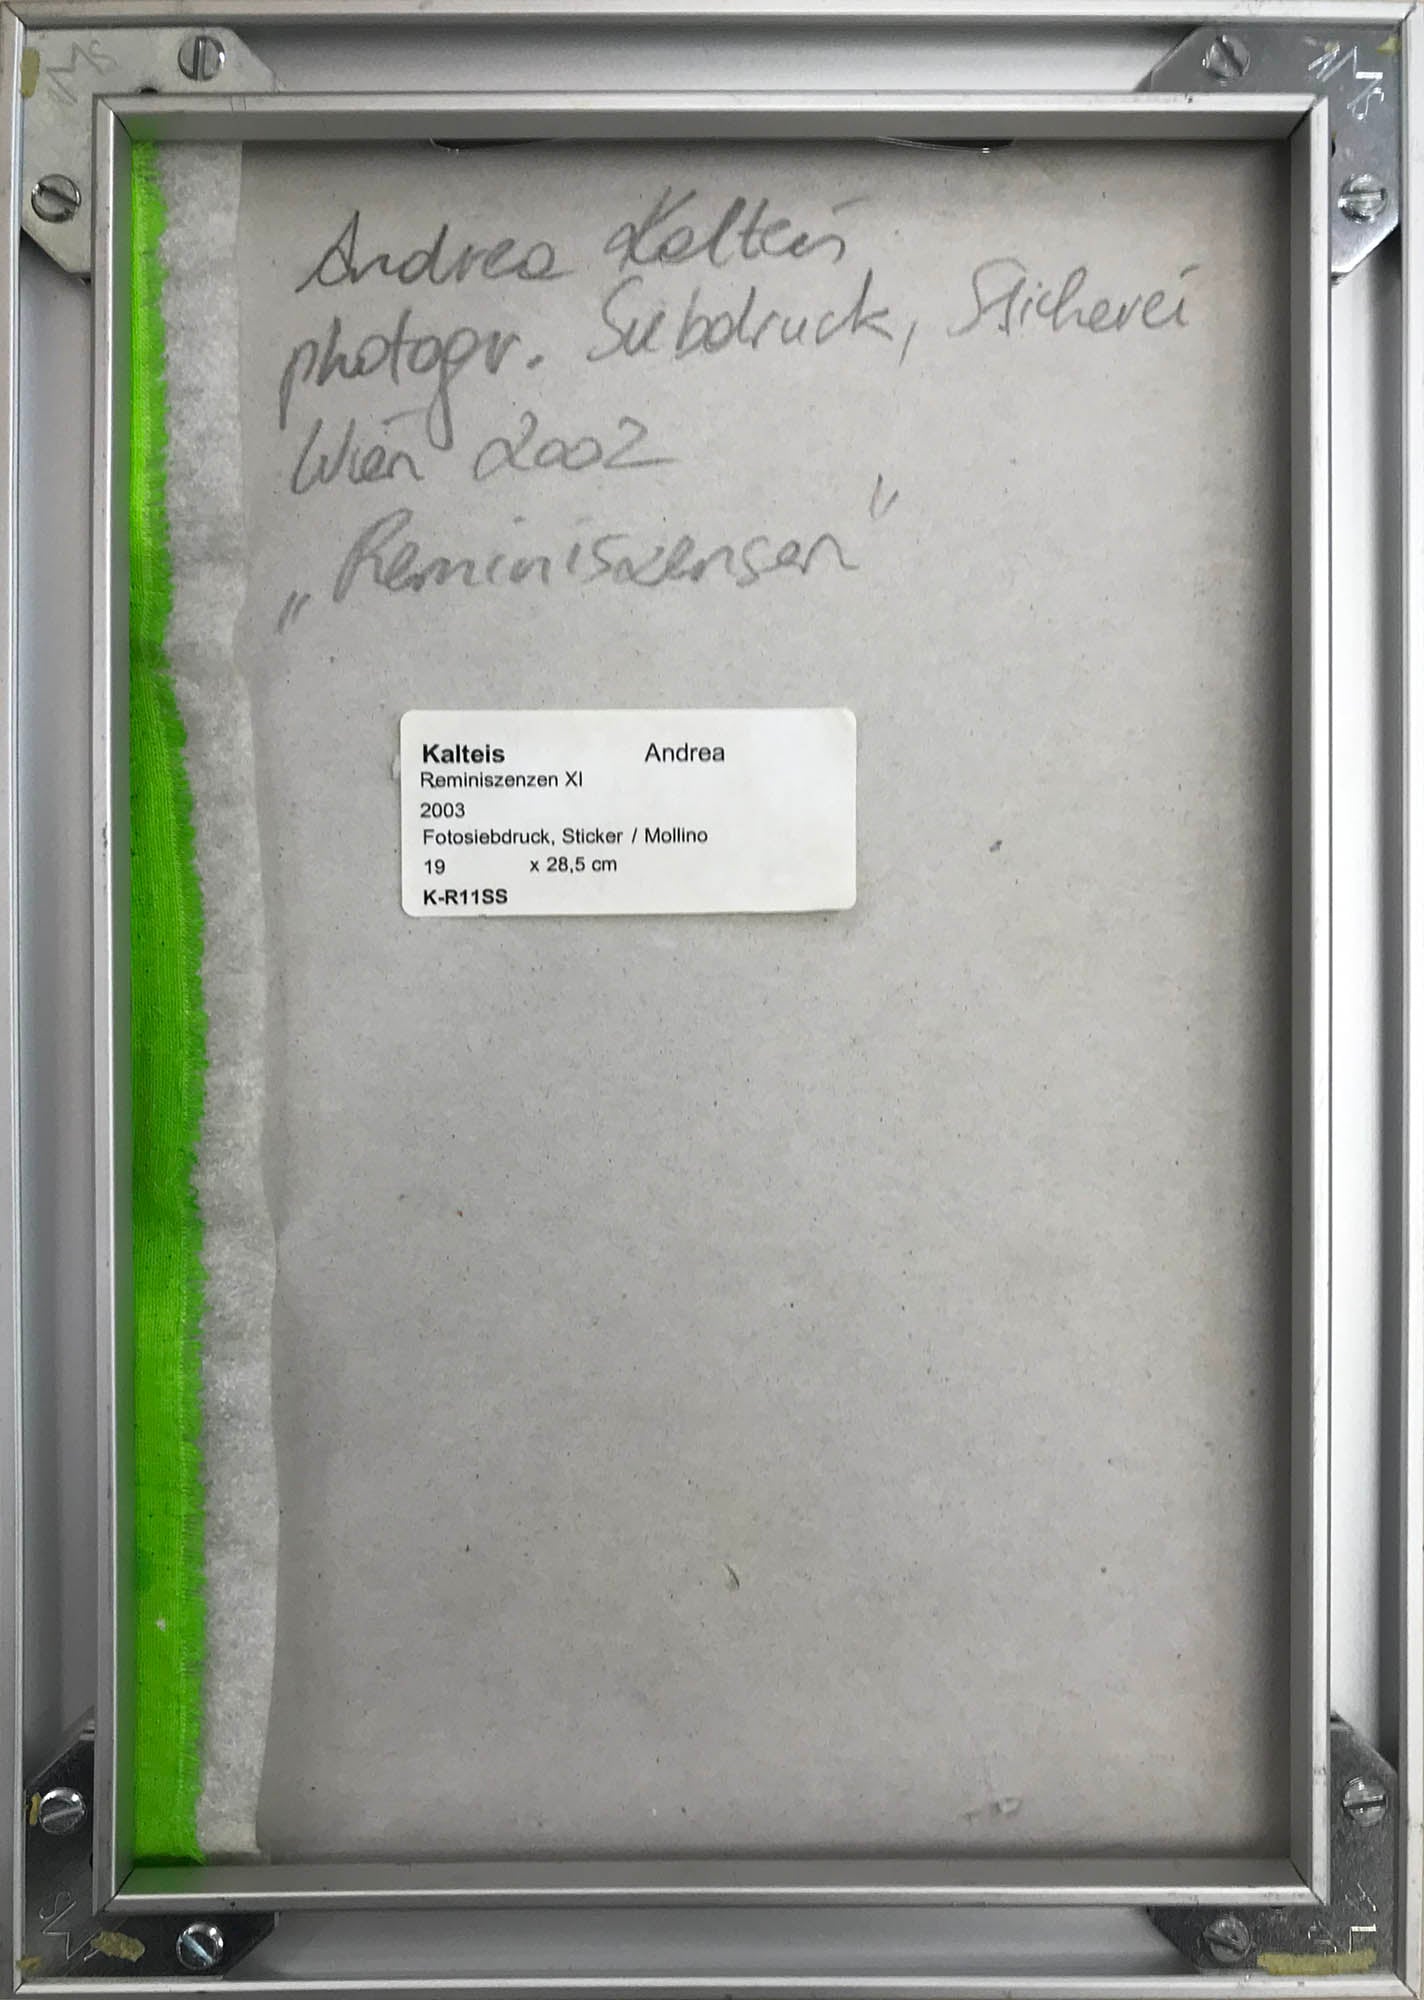 Andrea Kalteis
photogr. Siebdruck, Stickerei
Wien 2002
„Reminiszensen"
Kalteis Andrea
Reminiszenzen XI
2003
Fotosiebdruck, Sticker / Mollino
19 x 28,5 cm
K-R11SS